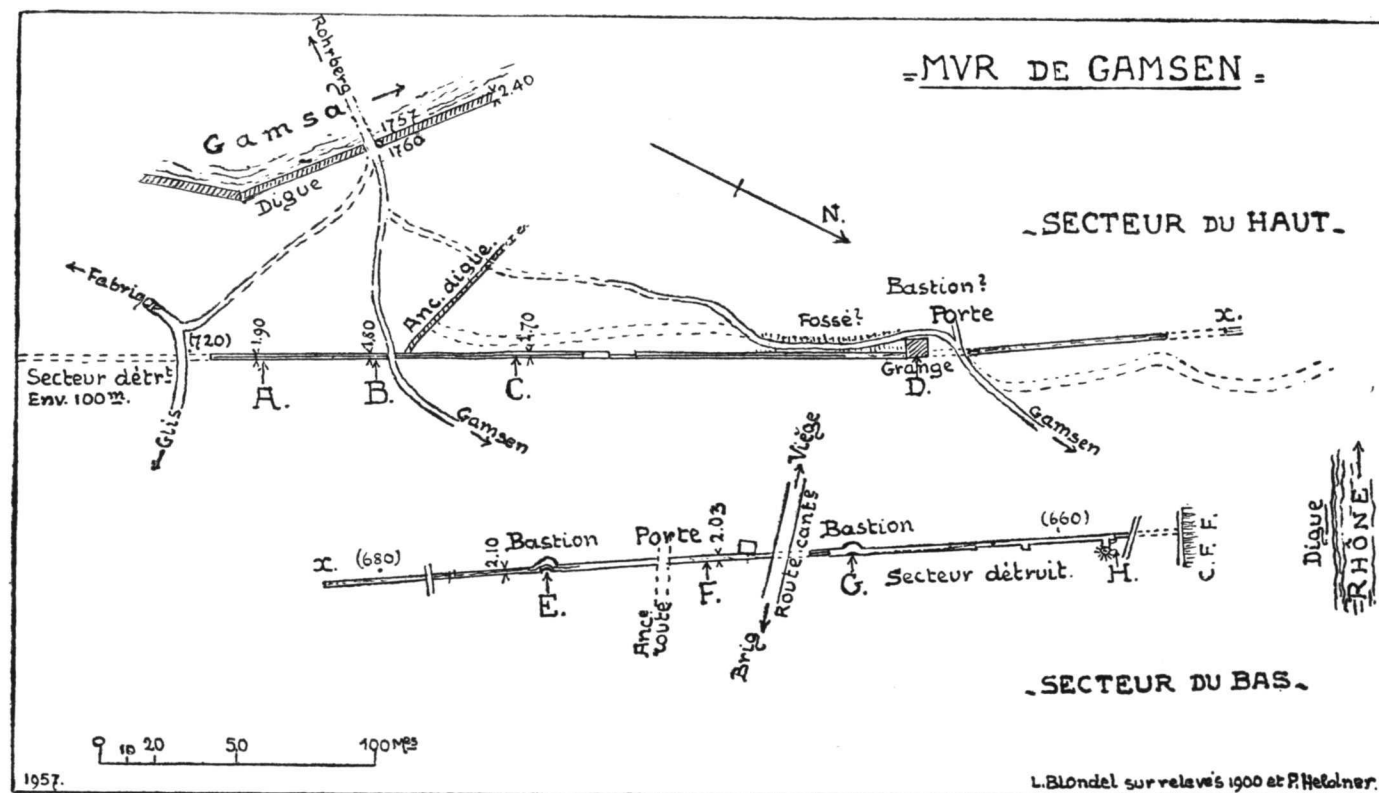 = MVR DE GAMSEN =
Rohrberg
Gamsa
2.40
1757
1760
Digue
N.
- SECTEUR DU HAUT -
Fabrique
Anc. digue.
Bastion?
Porte
Fossé?
x.
(720)
1.90
1.80
1.70
Secteur détrt
Env. 100m.
A.
B.
C.
Grange
D.
Glis
Gamsen
Gamsen
Viège
Route cantle
Brig
x.
(680)
2.10
Bastion
E.
Porte
Ance
route
2.03
F.
Bastion
G.
(660)
Secteur détruit.
H.
C.F.F.
Digue
RHÔNE
- SECTEUR DU BAS -
0 10 20 50 100 Mes
1957.
L. Blondel sur relevés 1900 et P. Heldner.